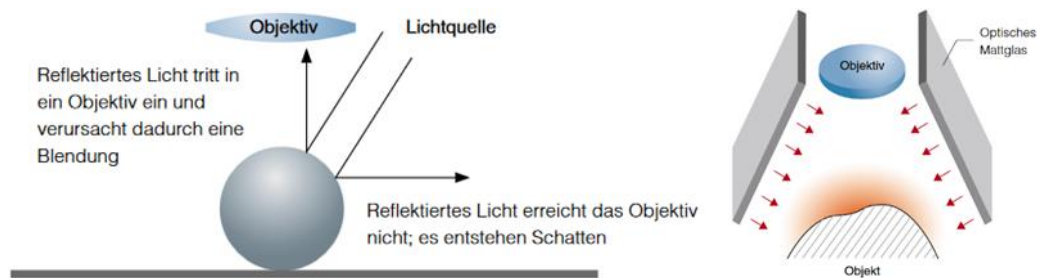 Objektiv
Lichtquelle
Reflektiertes Licht tritt in
ein Objektiv ein und
verursacht dadurch eine
Blendung
Reflektiertes Licht erreicht das Objektiv
nicht; es entstehen Schatten
Optisches
Mattglas
Objektiv
Objekt